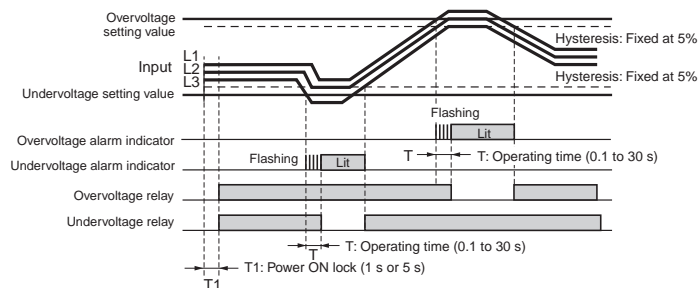 Overvoltage
setting value
Hysteresis: Fixed at 5%
L1
Input
L2
L3
Hysteresis: Fixed at 5%
Undervoltage setting value
Flashing
Overvoltage alarm indicator
Lit
Flashing
T
T: Operating time (0.1 to 30 s)
Undervoltage alarm indicator
Lit
Overvoltage relay
Undervoltage relay
T
T: Operating time (0.1 to 30 s)
T1: Power ON lock (1 s or 5 s)
T1